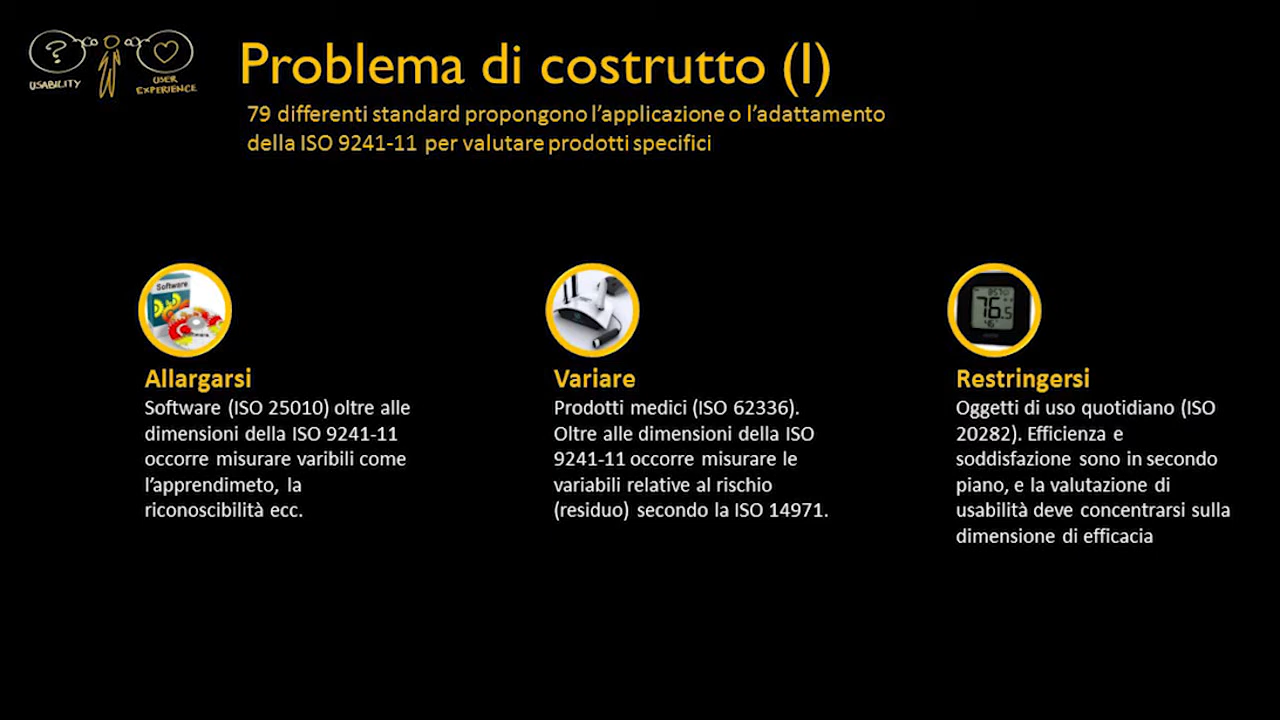 ?
USABILITY
USER
EXPERIENCE
Problema di costrutto (I)
79 differenti standard propongono l'applicazione o l'adattamento
della ISO 9241-11 per valutare prodotti specifici
Software
76.5
Allargarsi
Software (ISO 25010) oltre alle
dimensioni della ISO 9241-11
occorre misurare varibili come
l'apprendimeto, la
riconoscibilità ecc.
Variare
Prodotti medici (ISO 62336).
Oltre alle dimensioni della ISO
9241-11 occorre misurare le
variabili relative al rischio
(residuo) secondo la ISO 14971.
Restringersi
Oggetti di uso quotidiano (ISO
20282). Efficienza e
soddisfazione sono in secondo
piano, e la valutazione di
usabilità deve concentrarsi sulla
dimensione di efficacia